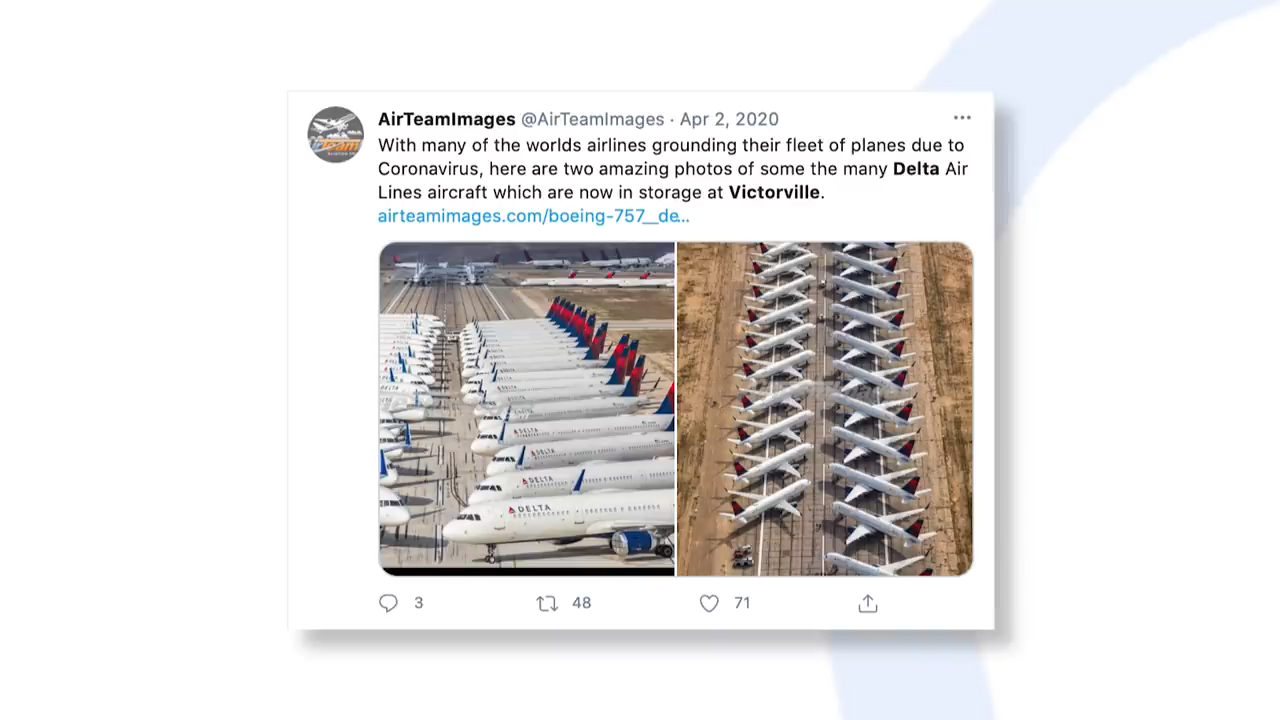 AirTeamImages @AirTeamImages · Apr 2, 2020
With many of the worlds airlines grounding their fleet of planes due to
Coronavirus, here are two amazing photos of some the many Delta Air
Lines aircraft which are now in storage at Victorville.
airteamimages.com/boeing-757__de...
DELTA
DELTA
DELTA
DELTA
3
48
71